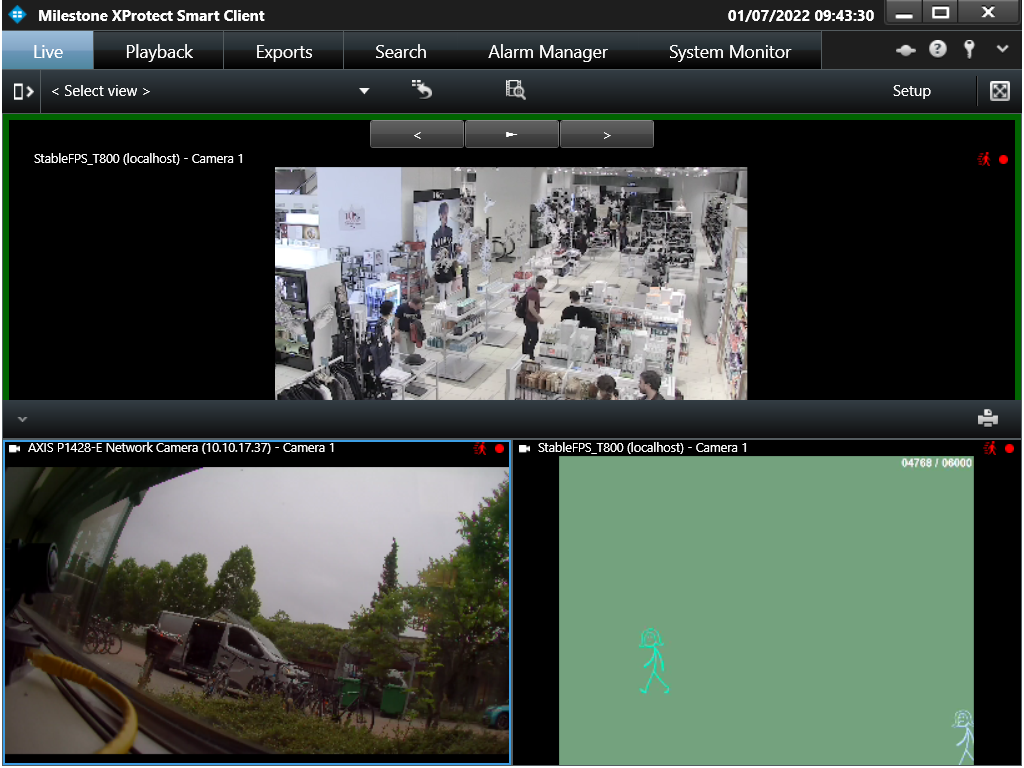 Milestone XProtect Smart Client
01/07/2022 09:43:30
Live
Playback
Exports
Search
Alarm Manager
System Monitor
< Select view >
Setup
StableFPS_T800 (localhost) - Camera 1
AXIS P1428-E Network Camera (10.10.17.37) - Camera 1
StableFPS_T800 (localhost) - Camera 1
04768 / 06000